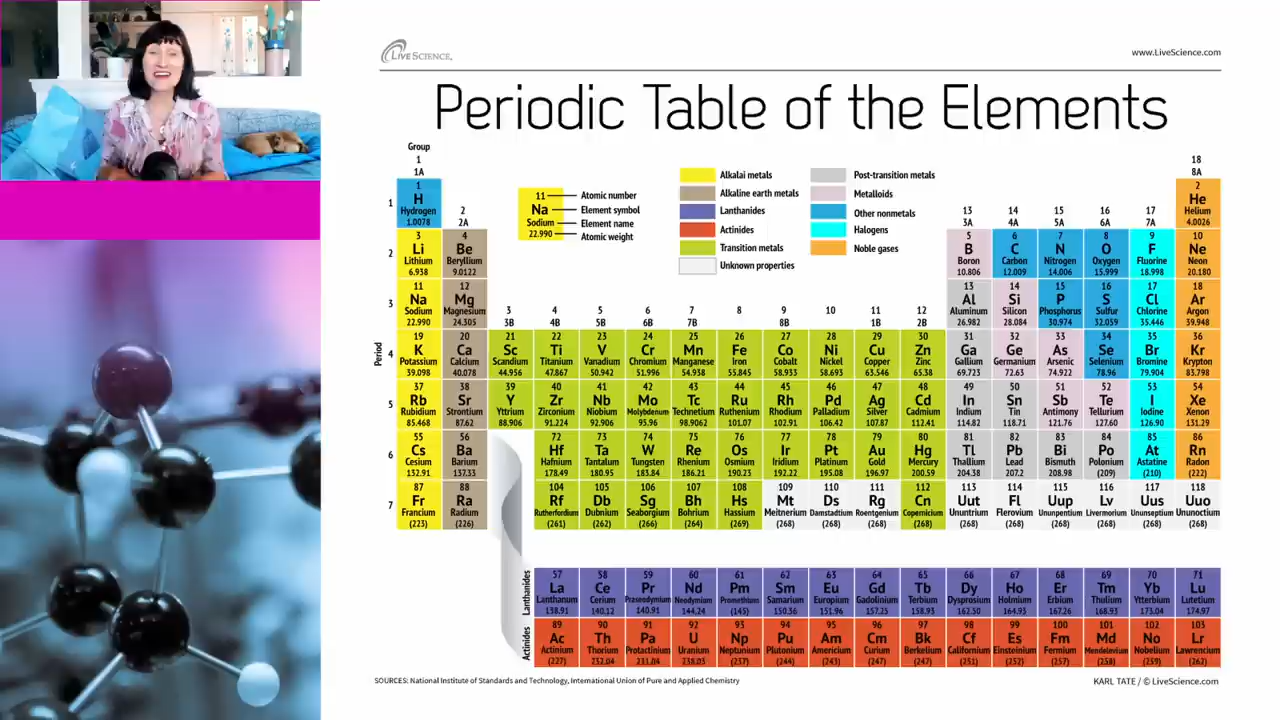 LIVESCIENCE.
www.LiveScience.com
Periodic Table of the Elements
Group
1
1A
18
8A
11 Atomic number
Na Element symbol
Sodium Element name
22.990 Atomic weight
Alkalai metals
Alkaline earth metals
Lanthanides
Actinides
Transition metals
Unknown properties
Post-transition metals
Metalloids
Other nonmetals
Halogens
Noble gases
2 13 14 15 16 17
2A 3A 4A 5A 6A 7A
3 4 5 6 7 8 9 10 11 12
3B 4B 5B 6B 7B 8B 1B 2B
Period
1
1 2
H He
Hydrogen Helium
1.0078 4.0026
2
3 4 5 6 7 8 9 10
Li Be B C N O F Ne
Lithium Beryllium Boron Carbon Nitrogen Oxygen Fluorine Neon
6.938 9.0122 10.806 12.009 14.006 15.999 18.998 20.180
3
11 12 13 14 15 16 17 18
Na Mg Al Si P S Cl Ar
Sodium Magnesium Aluminum Silicon Phosphorus Sulfur Chlorine Argon
22.990 24.305 26.982 28.084 30.974 32.059 35.446 39.948
4
19 20 21 22 23 24 25 26 27 28 29 30 31 32 33 34 35 36
K Ca Sc Ti V Cr Mn Fe Co Ni Cu Zn Ga Ge As Se Br Kr
Potassium Calcium Scandium Titanium Vanadium Chromium Manganese Iron Cobalt Nickel Copper Zinc Gallium Germanium Arsenic Selenium Bromine Krypton
39.098 40.078 44.956 47.867 50.942 51.996 54.938 55.845 58.933 58.693 63.546 65.38 69.723 72.63 74.922 78.96 79.904 83.798
5
37 38 39 40 41 42 43 44 45 46 47 48 49 50 51 52 53 54
Rb Sr Y Zr Nb Mo Tc Ru Rh Pd Ag Cd In Sn Sb Te I Xe
Rubidium Strontium Yttrium Zirconium Niobium Molybdenum Technetium Ruthenium Rhodium Palladium Silver Cadmium Indium Tin Antimony Tellurium Iodine Xenon
85.468 87.62 88.906 91.224 92.906 95.96 98.9062 101.07 102.91 106.42 107.87 112.41 114.82 118.71 121.76 127.60 126.90 131.29
6
55 56 72 73 74 75 76 77 78 79 80 81 82 83 84 85 86
Cs Ba Hf Ta W Re Os Ir Pt Au Hg Tl Pb Bi Po At Rn
Cesium Barium Hafnium Tantalum Tungsten Rhenium Osmium Iridium Platinum Gold Mercury Thallium Lead Bismuth Polonium Astatine Radon
132.91 137.33 178.49 180.95 183.84 186.21 190.23 192.22 195.08 196.97 200.59 204.38 207.2 208.98 (209) (210) (222)
7
87 88 104 105 106 107 108 109 110 111 112 113 114 115 116 117 118
Fr Ra Rf Db Sg Bh Hs Mt Ds Rg Cn Uut Fl Uup Lv Uus Uuo
Francium Radium Rutherfordium Dubnium Seaborgium Bohrium Hassium Meitnerium Damstadtium Roentgenium Copernicium Ununtrium Flerovium Ununpentium Livermorium Ununseptium Ununoctium
(223) (226) (261) (262) (266) (264) (269) (268) (268) (268) (268) (268) (268) (268) (268) (268) (268)
Lanthanides
57 58 59 60 61 62 63 64 65 66 67 68 69 70 71
La Ce Pr Nd Pm Sm Eu Gd Tb Dy Ho Er Tm Yb Lu
Lanthanum Cerium Praseodymium Neodymium Promethium Samarium Europium Gadolinium Terbium Dysprosium Holmium Erbium Thulium Ytterbium Lutetium
138.91 140.12 140.91 144.24 (145) 150.36 151.96 157.25 158.93 162.50 164.93 167.26 168.93 173.04 174.97
Actinides
89 90 91 92 93 94 95 96 97 98 99 100 101 102 103
Ac Th Pa U Np Pu Am Cm Bk Cf Es Fm Md No Lr
Actinium Thorium Protactinium Uranium Neptunium Plutonium Americium Curium Berkelium Californium Einsteinium Fermium Mendelevium Nobelium Lawrencium
(227) 232.04 231.04 238.03 (237) (244) (243) (247) (247) (251) (252) (257) (258) (259) (262)
SOURCES: National Institute of Standards and Technology, International Union of Pure and Applied Chemistry
KARL TATE / © LiveScience.com